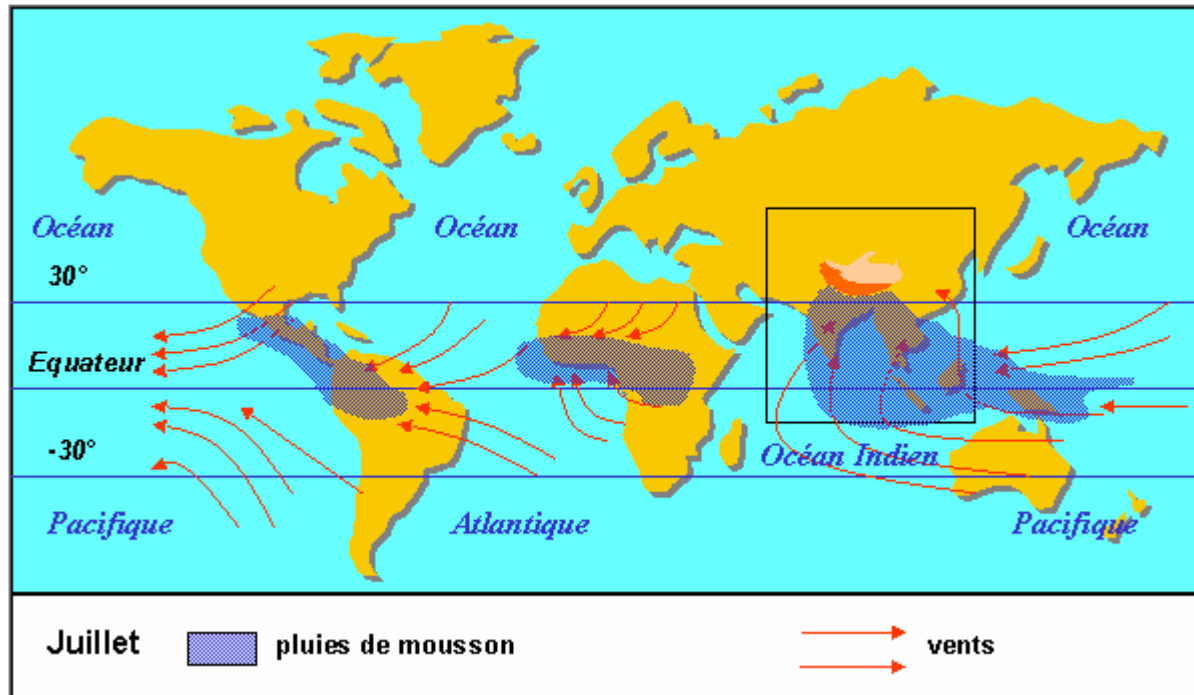 Océan Océan Océan
30°
Equateur
-30°
Océan Indien
Pacifique Atlantique Pacifique
Juillet pluies de mousson vents